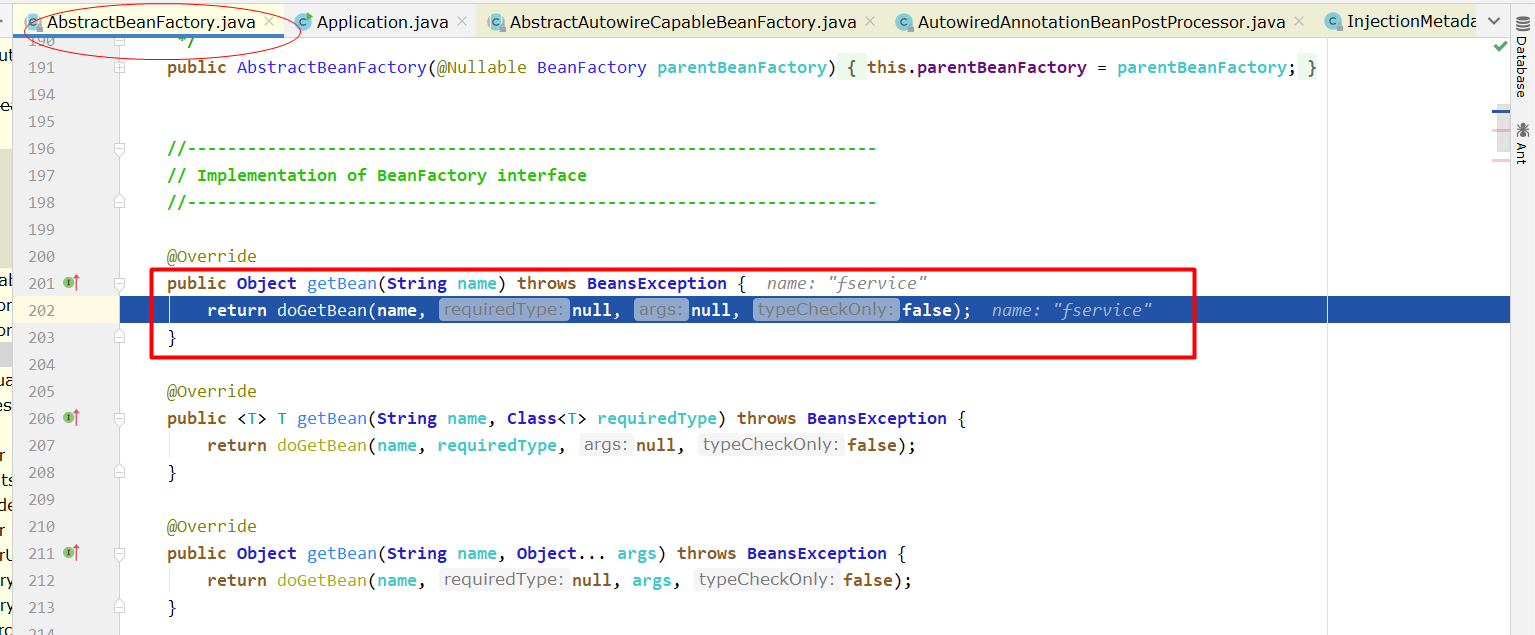 AbstractBeanFactory.java × Application.java × AbstractAutowireCapableBeanFactory.java × AutowiredAnnotationBeanPostProcessor.java × InjectionMetada
190 */
191 public AbstractBeanFactory(@Nullable BeanFactory parentBeanFactory) { this.parentBeanFactory = parentBeanFactory; }
194
195
196 //---------------------------------------------------------------------
197 // Implementation of BeanFactory interface
198 //---------------------------------------------------------------------
199
200 @Override
201 public Object getBean(String name) throws BeansException { name: "fservice"
202 return doGetBean(name, requiredType: null, args: null, typeCheckOnly: false); name: "fservice"
203 }
204
205 @Override
206 public <T> T getBean(String name, Class<T> requiredType) throws BeansException {
207 return doGetBean(name, requiredType, args: null, typeCheckOnly: false);
208 }
209
210 @Override
211 public Object getBean(String name, Object... args) throws BeansException {
212 return doGetBean(name, requiredType: null, args, typeCheckOnly: false);
213 }
214
Database
Ant